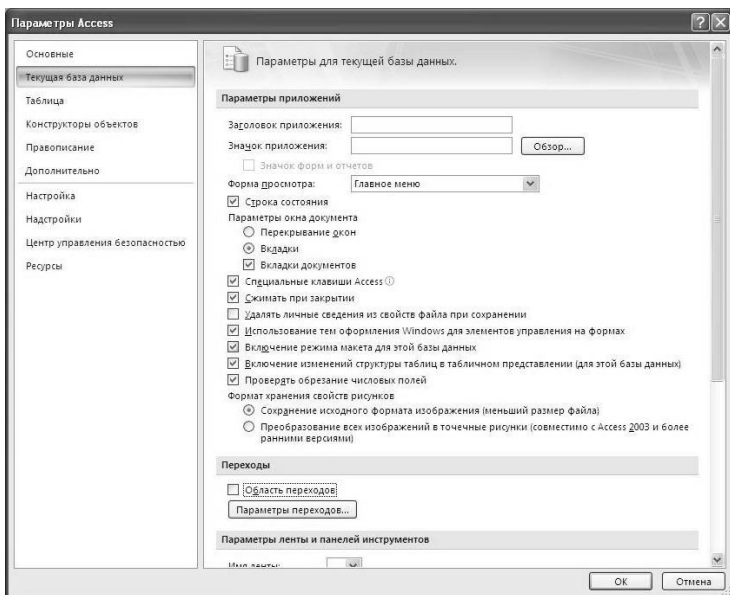 Параметры Access
Основные
Текущая база данных
Таблица
Конструкторы объектов
Правописание
Дополнительно
Настройка
Надстройки
Центр управления безопасностью
Ресурсы
Параметры для текущей базы данных.
Параметры приложений
Заголовок приложения:
Значок приложения:
Обзор...
Значок форм и отчетов
Форма просмотра:
Главное меню
Строка состояния
Параметры окна документа
Перекрывание окон
Вкладки
Вкладки документов
Специальные клавиши Access
Сжимать при закрытии
Удалять личные сведения из свойств файла при сохранении
Использование тем оформления Windows для элементов управления на формах
Включение режима макета для этой базы данных
Включение изменений структуры таблиц в табличном представлении (для этой базы данных)
Проверять обрезание числовых полей
Формат хранения свойств рисунков
Сохранение исходного формата изображения (меньший размер файла)
Преобразование всех изображений в точечные рисунки (совместимо с Access 2003 и более
ранними версиями)
Переходы
Область переходов
Параметры переходов...
Параметры ленты и панелей инструментов
Имя ленты:
ОК
Отмена